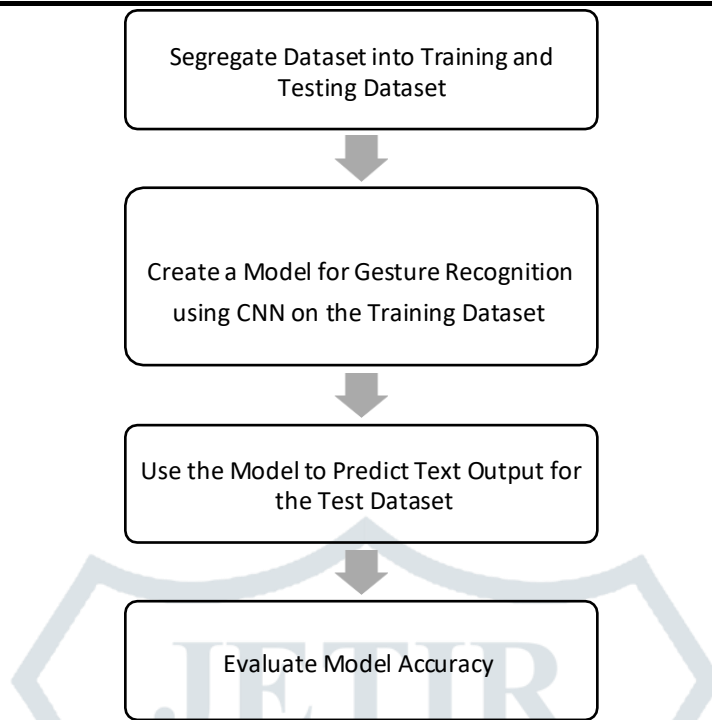 Segregate Dataset into Training and
Testing Dataset
Create a Model for Gesture Recognition
using CNN on the Training Dataset
Use the Model to Predict Text Output for
the Test Dataset
Evaluate Model Accuracy
JETIR